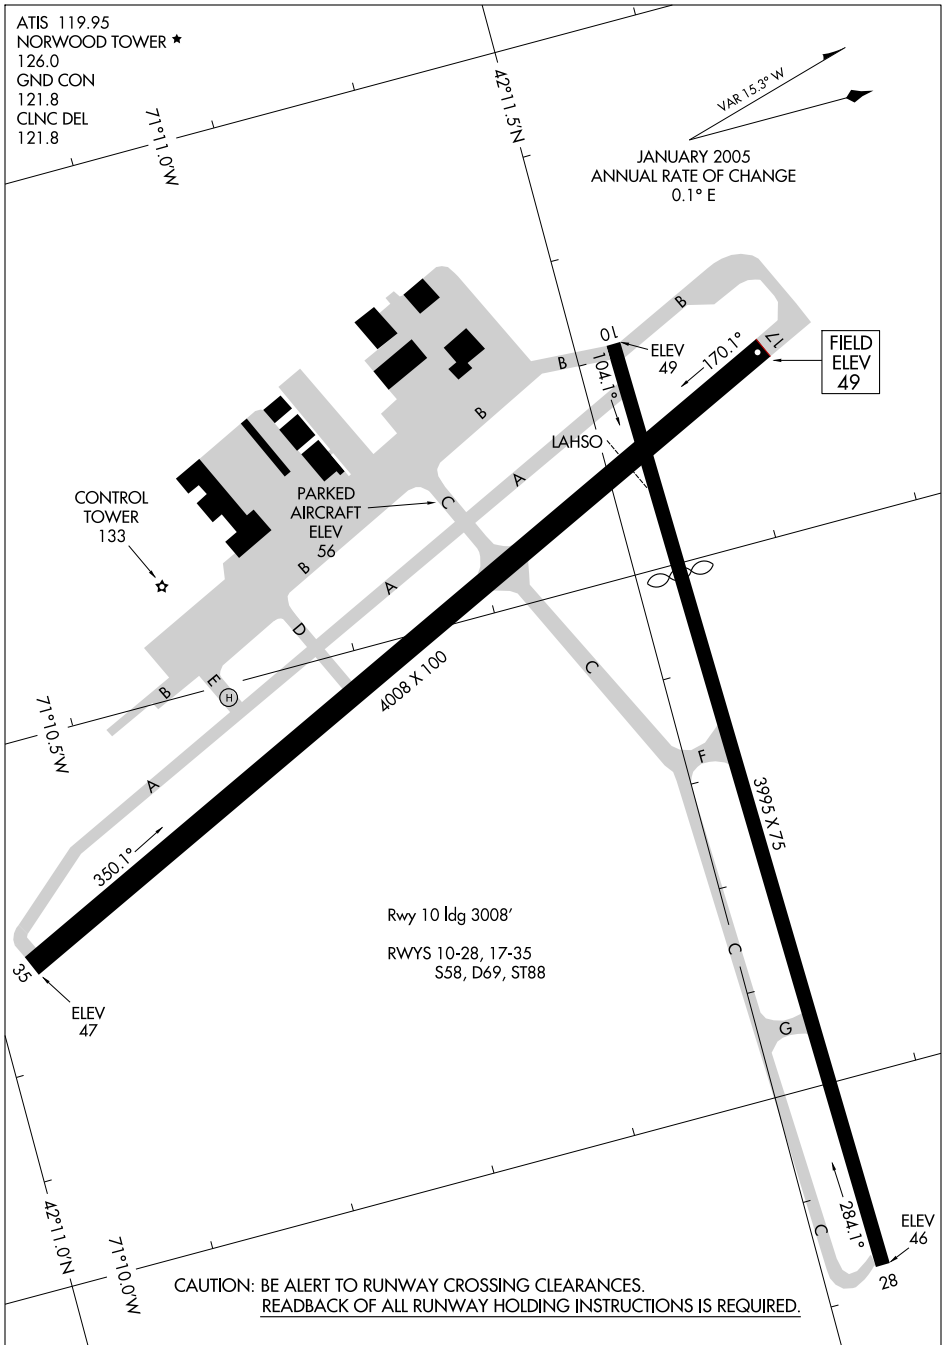 ATIS 119.95
NORWOOD TOWER ★
126.0
GND CON
121.8
CLNC DEL
121.8
71°11.0'W
42°11.5'N
VAR 15.3° W
JANUARY 2005
ANNUAL RATE OF CHANGE
0.1° E
B
10
ELEV
49
170.1°
17
FIELD
ELEV
49
B
104.1°
B
LAHSO
A
CONTROL
TOWER
133
PARKED
AIRCRAFT
ELEV
56
C
B
A
D
C
E
H
B
4008 X 100
71°10.5'W
F
A
3995 X 75
350.1°
Rwy 10 ldg 3008'
RWYS 10-28, 17-35
S58, D69, ST88
C
35
ELEV
47
G
42°11.0'N
71°10.0'W
C
284.1°
ELEV
46
28
CAUTION: BE ALERT TO RUNWAY CROSSING CLEARANCES.
READBACK OF ALL RUNWAY HOLDING INSTRUCTIONS IS REQUIRED.